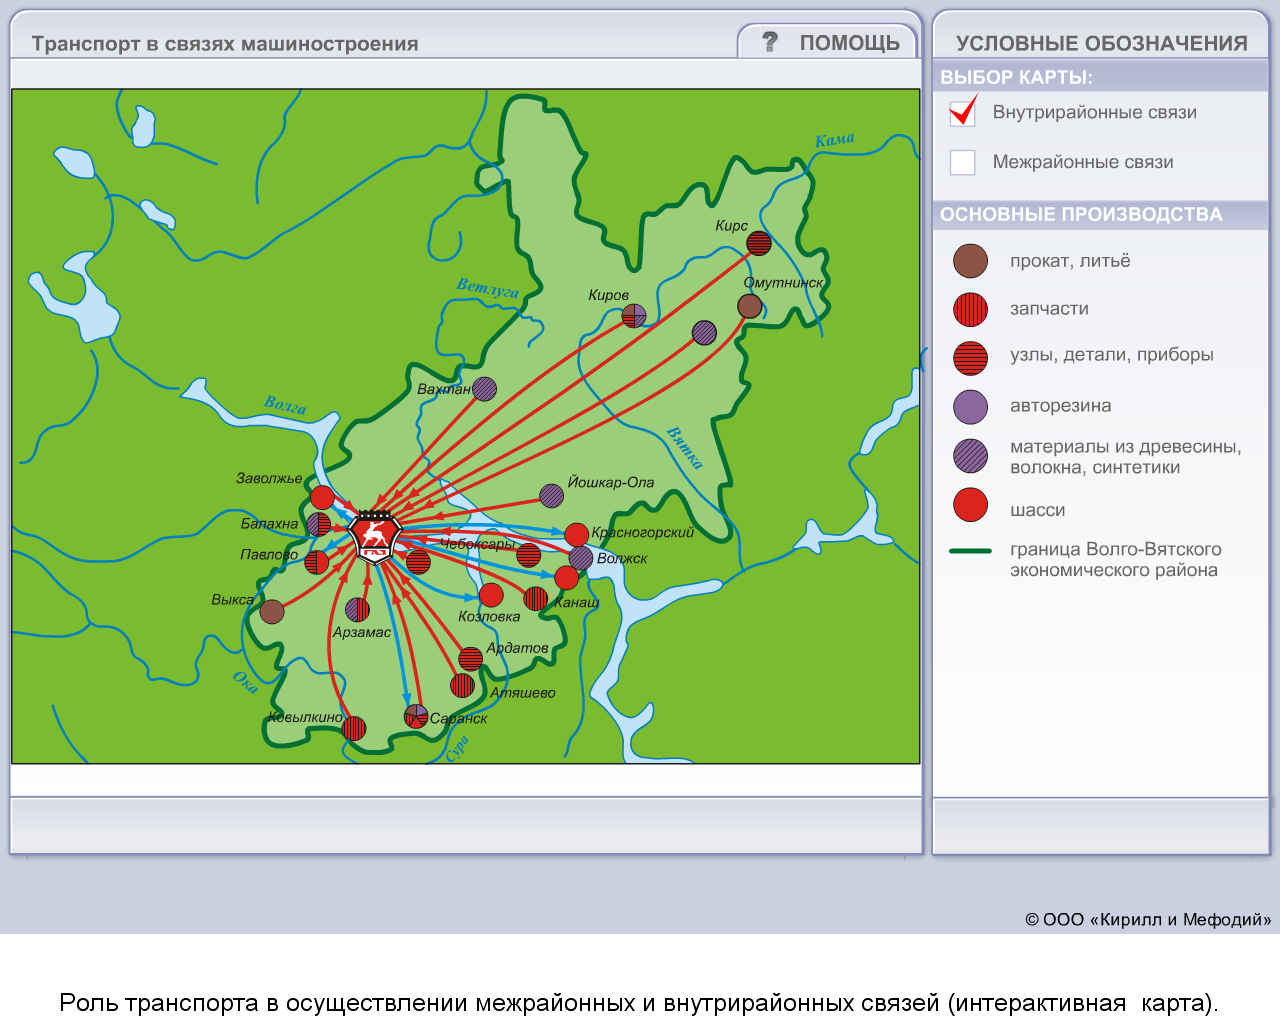 Транспорт в связях машиностроения
? ПОМОЩЬ
УСЛОВНЫЕ ОБОЗНАЧЕНИЯ
ВЫБОР КАРТЫ:
Внутрирайонные связи
Межрайонные связи
ОСНОВНЫЕ ПРОИЗВОДСТВА
прокат, литьё
запчасти
узлы, детали, приборы
авторезина
материалы из древесины,
волокна, синтетики
шасси
граница Волго-Вятского
экономического района
Кама
Кирс
Омутнинск
Киров
Ветлуга
Вахтан
Волга
Вятка
Заволжье
Йошкар-Ола
Балахна
Красногорский
Чебоксары
Павлово
ГАЗ
Волжск
Выкса
Канаш
Козловка
Арзамас
Ардатов
Ока
Атяшево
Ковылкино
Саранск
Сура
© ООО «Кирилл и Мефодий»
Роль транспорта в осуществлении межрайонных и внутрирайонных связей (интерактивная карта).